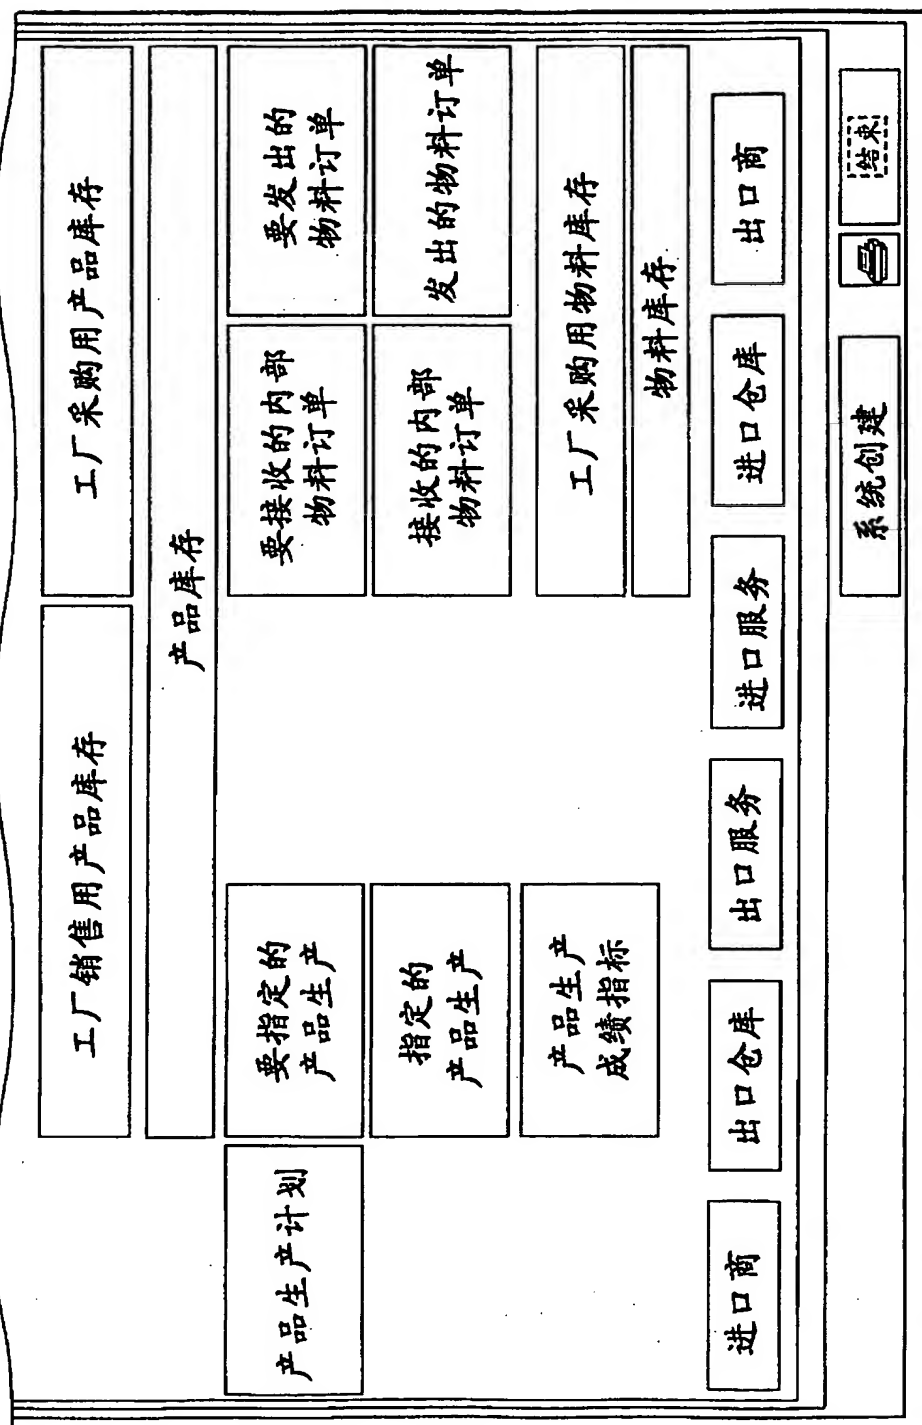 工厂销售用产品库存
工厂采购用产品库存
产品库存
产品生产计划
要指定的
产品生产
要接收的内部
物料订单
要发出的
物料订单
指定的
产品生产
接收的内部
物料订单
发出的物料订单
产品生产
成绩指标
工厂采购用物料库存
物料库存
进口商
出口仓库
出口服务
进口服务
进口仓库
出口商
系统创建
结束